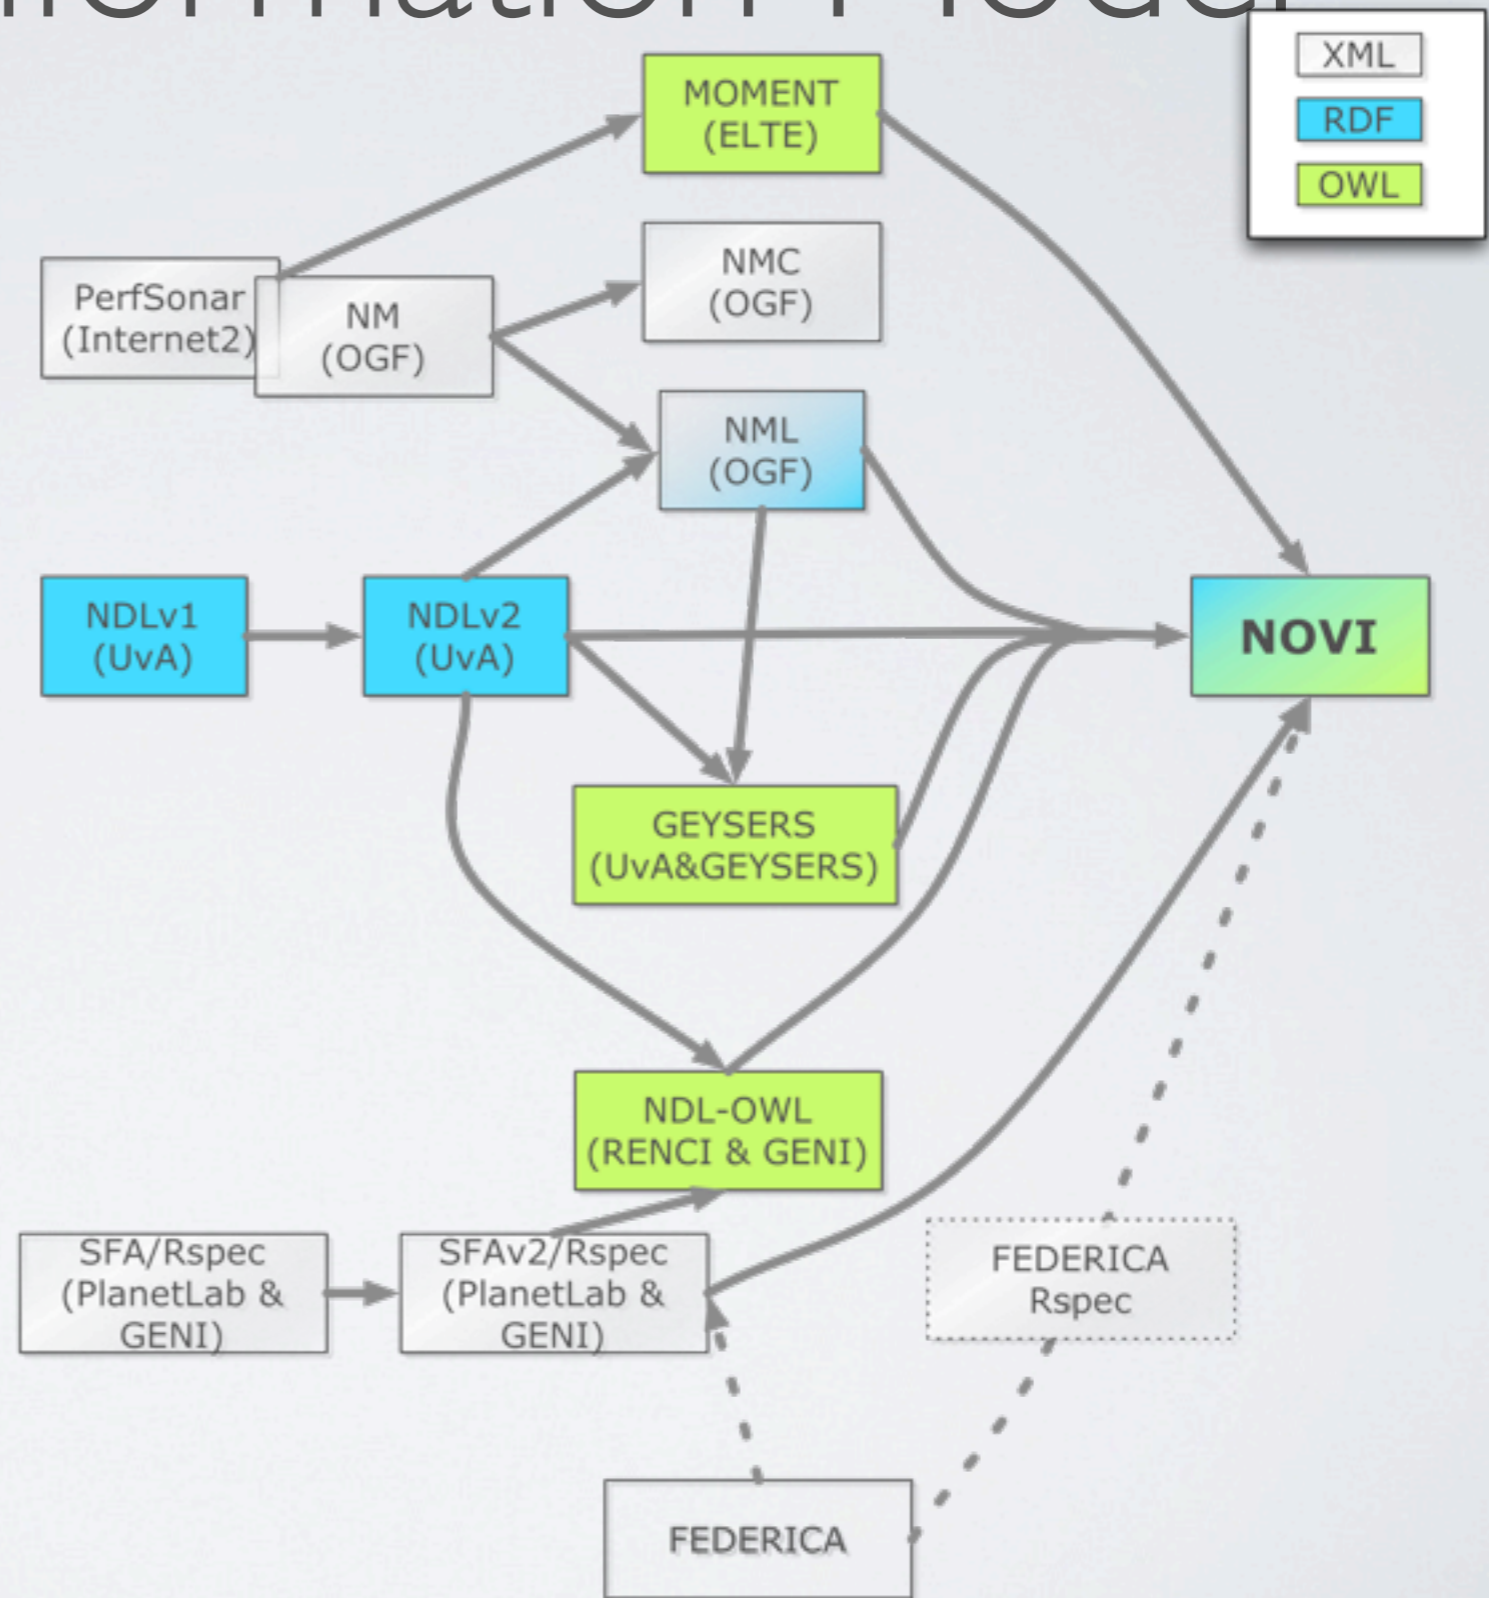 XML
RDF
OWL
MOMENT
(ELTE)
PerfSonar
(Internet2)
NM
(OGF)
NMC
(OGF)
NML
(OGF)
NDLv1
(UvA)
NDLv2
(UvA)
NOVI
GEYSERS
(UvA&GEYSERS)
NDL-OWL
(RENCI & GENI)
SFA/Rspec
(PlanetLab &
GENI)
SFAv2/Rspec
(PlanetLab &
GENI)
FEDERICA
Rspec
FEDERICA